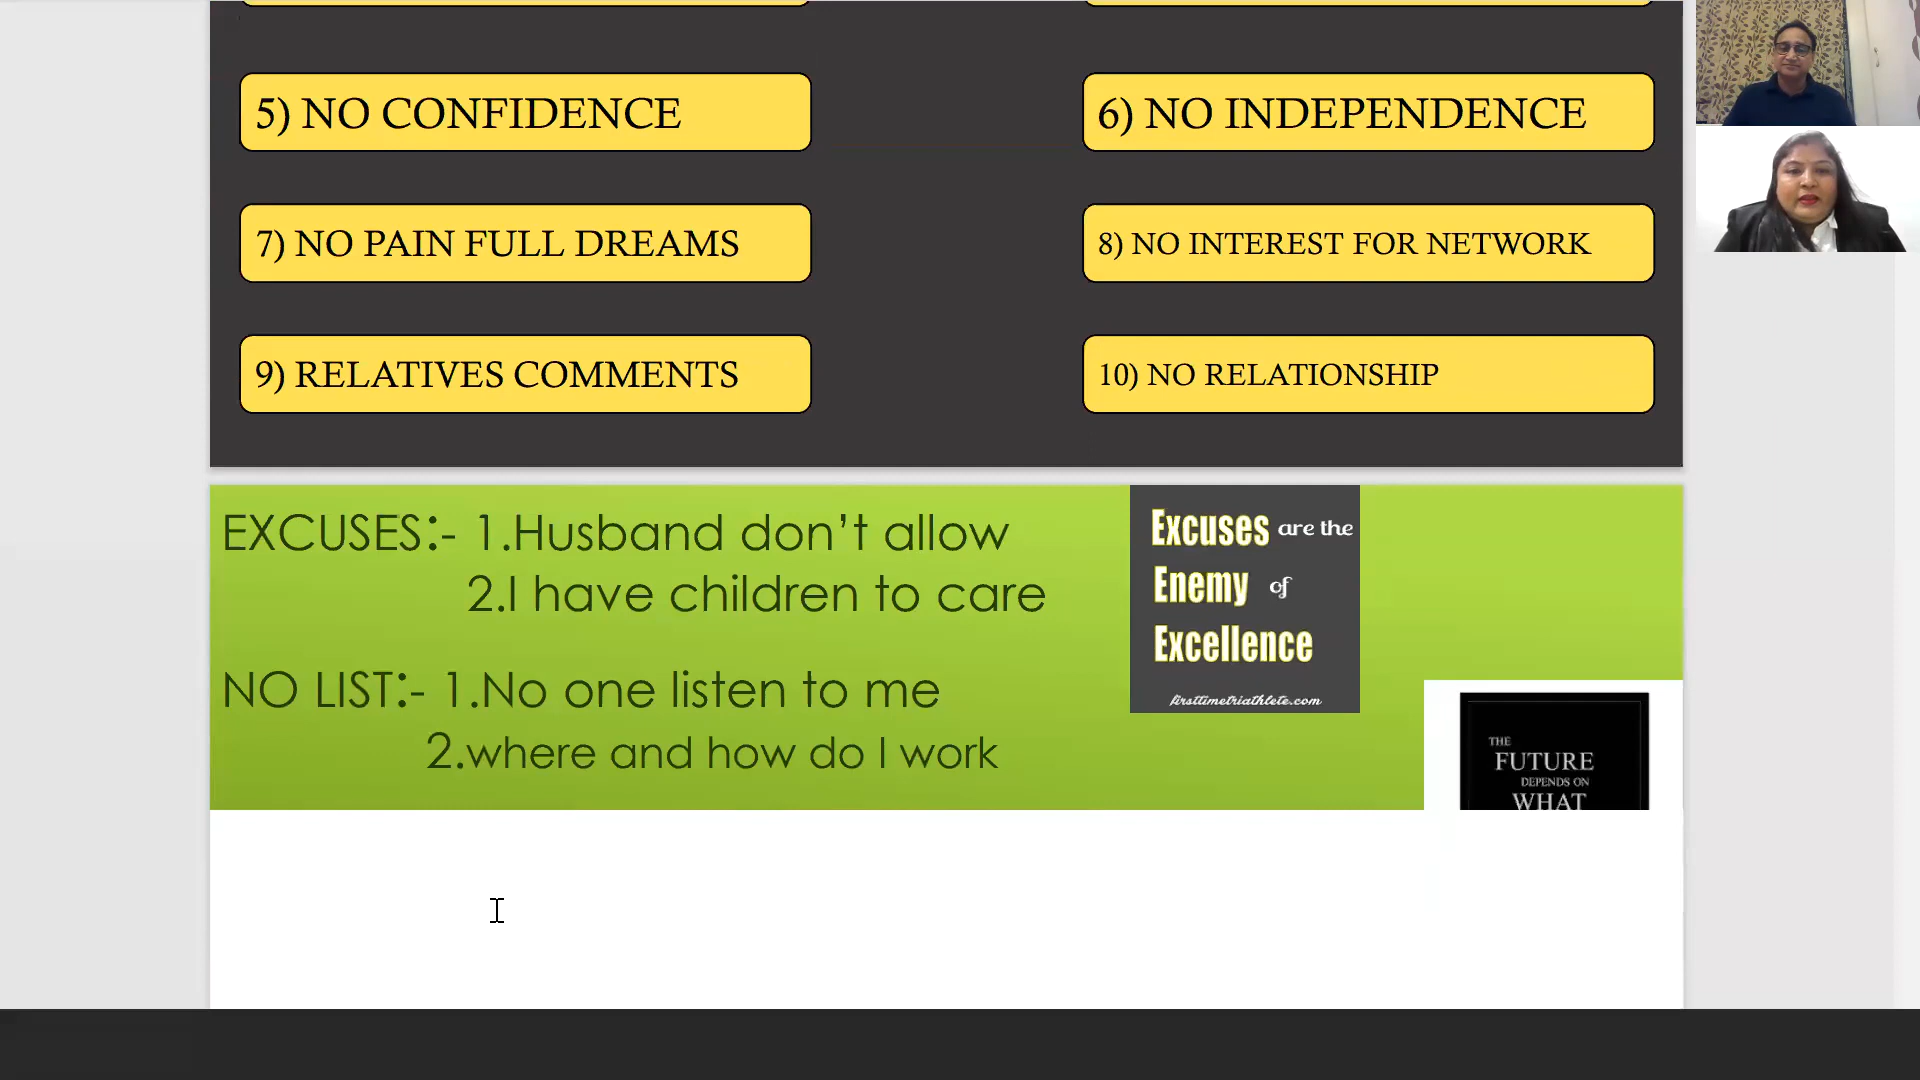 5) NO CONFIDENCE
6) NO INDEPENDENCE
7) NO PAIN FULL DREAMS
8) NO INTEREST FOR NETWORK
9) RELATIVES COMMENTS
10) NO RELATIONSHIP
EXCUSES:- 1.Husband don’t allow
2.I have children to care
NO LIST:- 1.No one listen to me
2.where and how do I work
Excuses are the
Enemy of
Excellence
firsttimetriathlete.com
THE
FUTURE
DEPENDS ON
WHAT